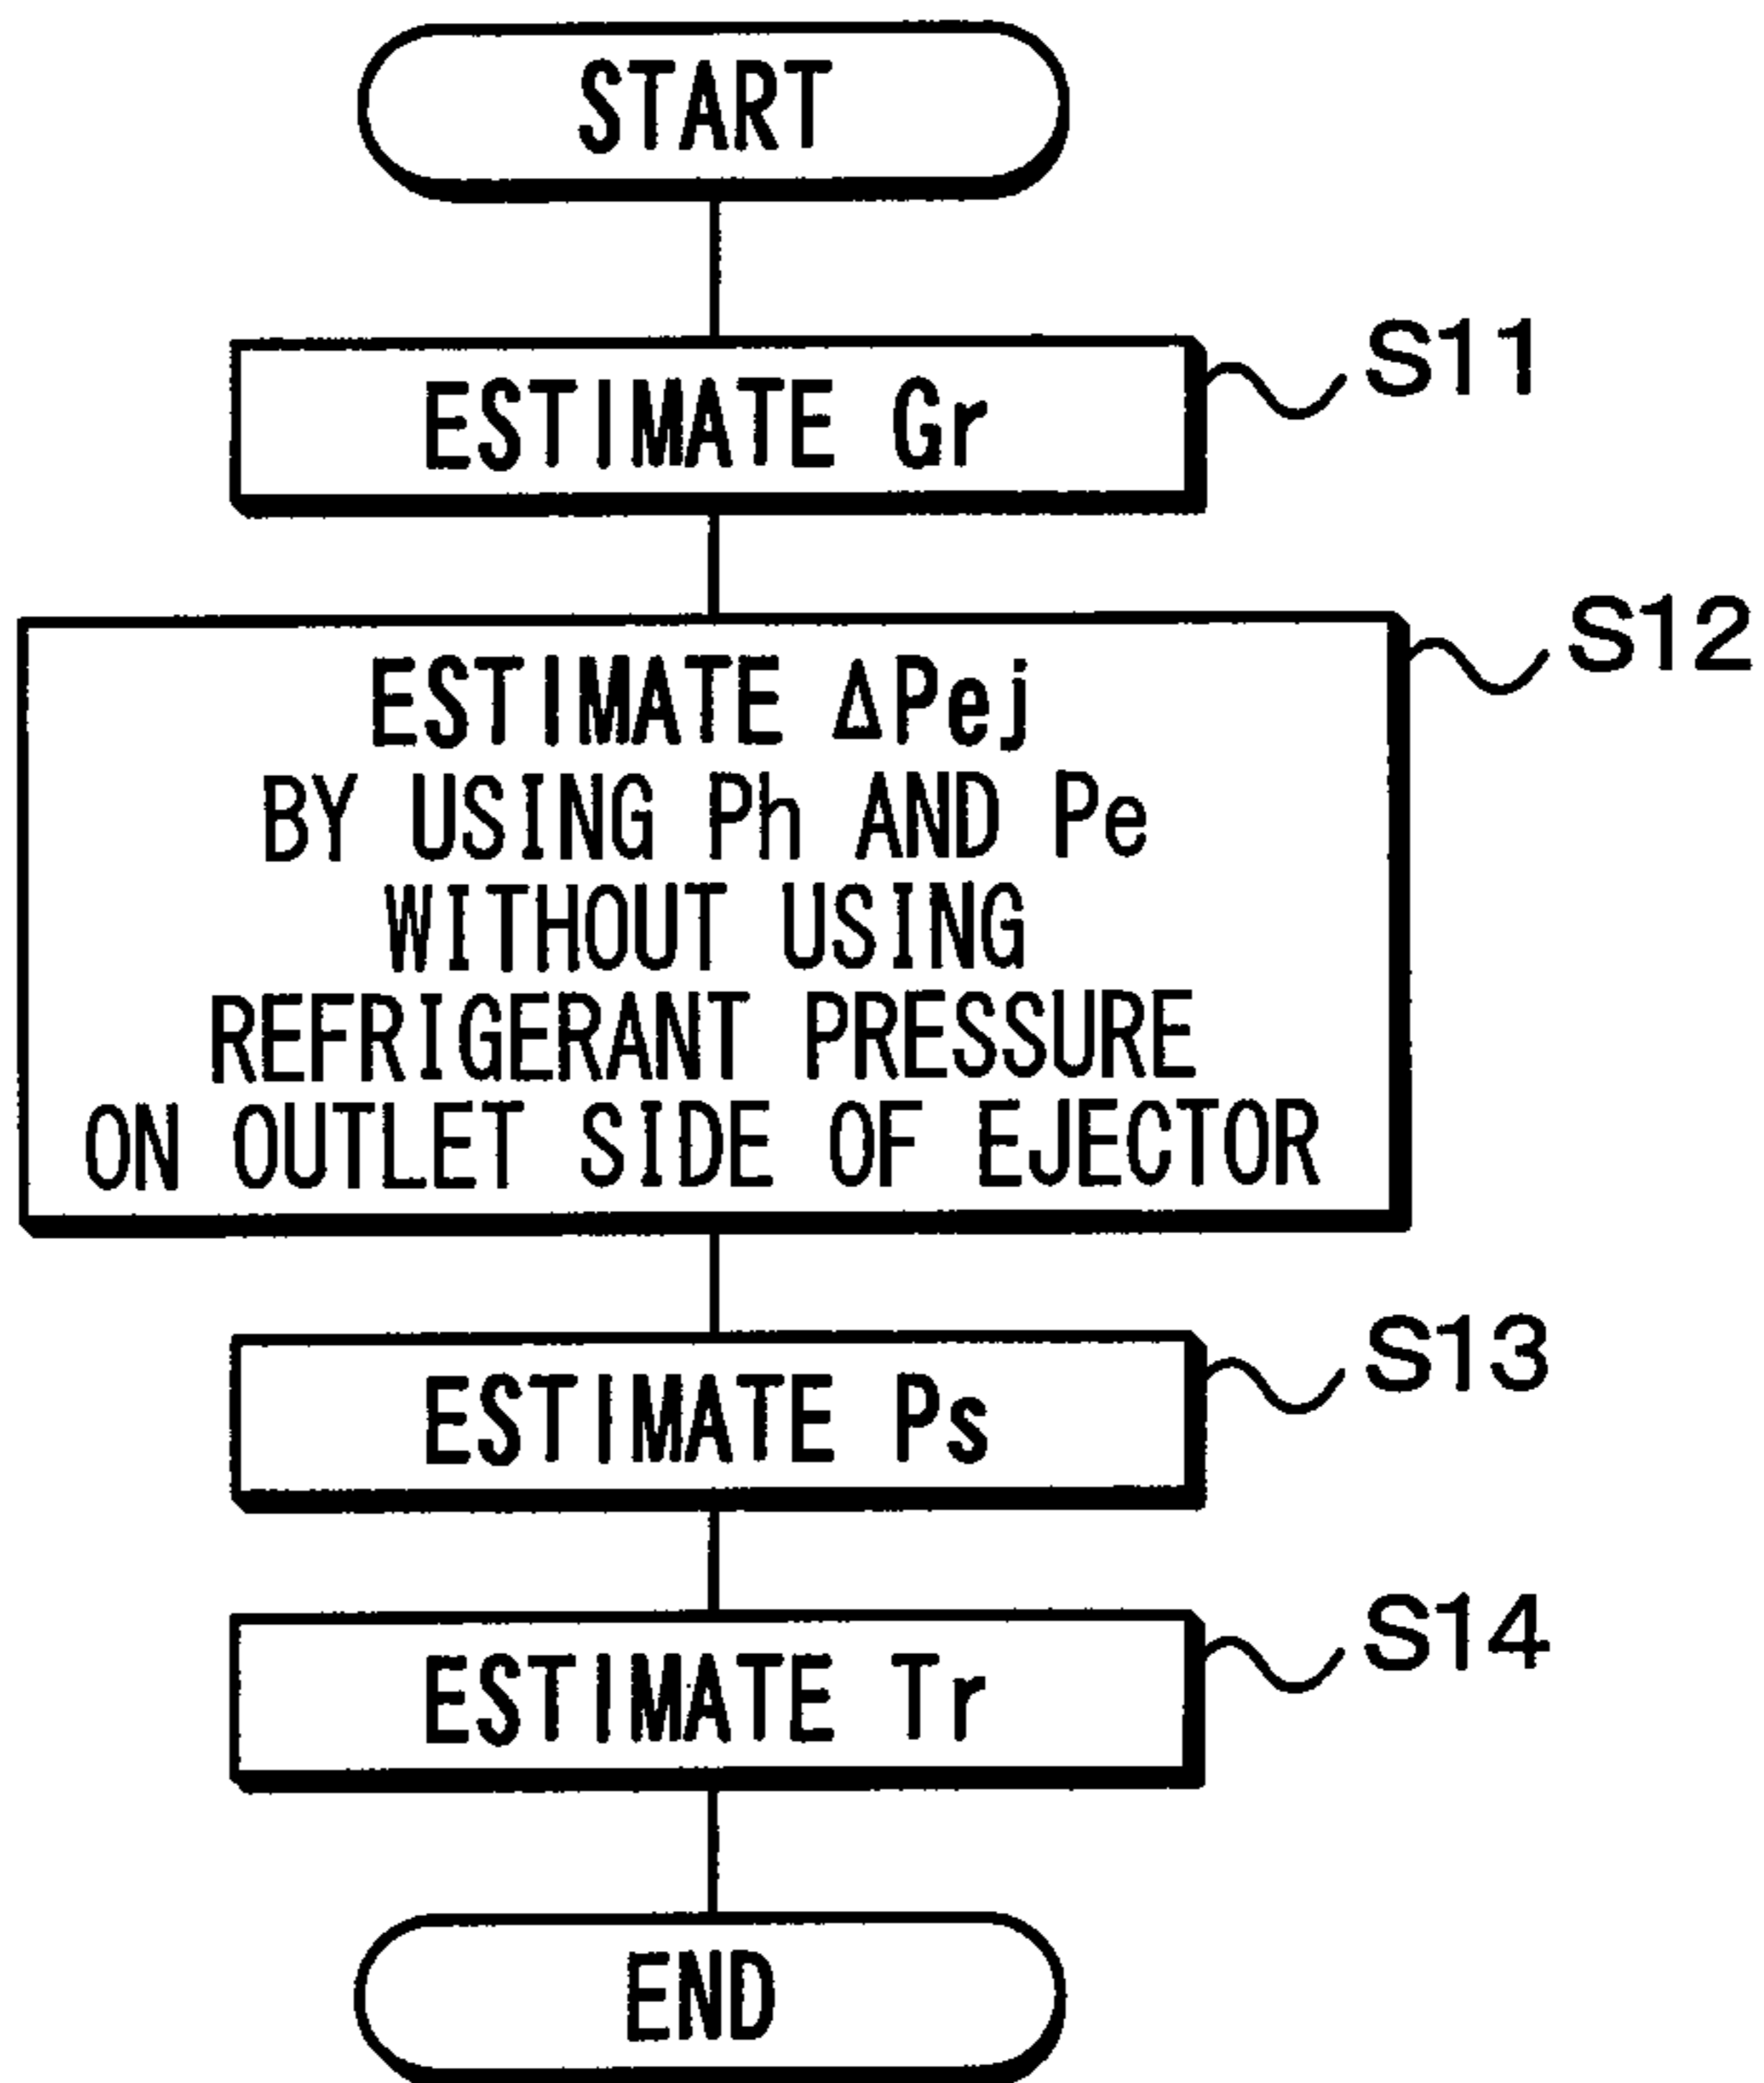 START
ESTIMATE Gr
S11
ESTIMATE ΔPej
BY USING Ph AND Pe
WITHOUT USING
REFRIGERANT PRESSURE
ON OUTLET SIDE OF EJECTOR
S12
ESTIMATE Ps
S13
ESTIMATE Tr
S14
END